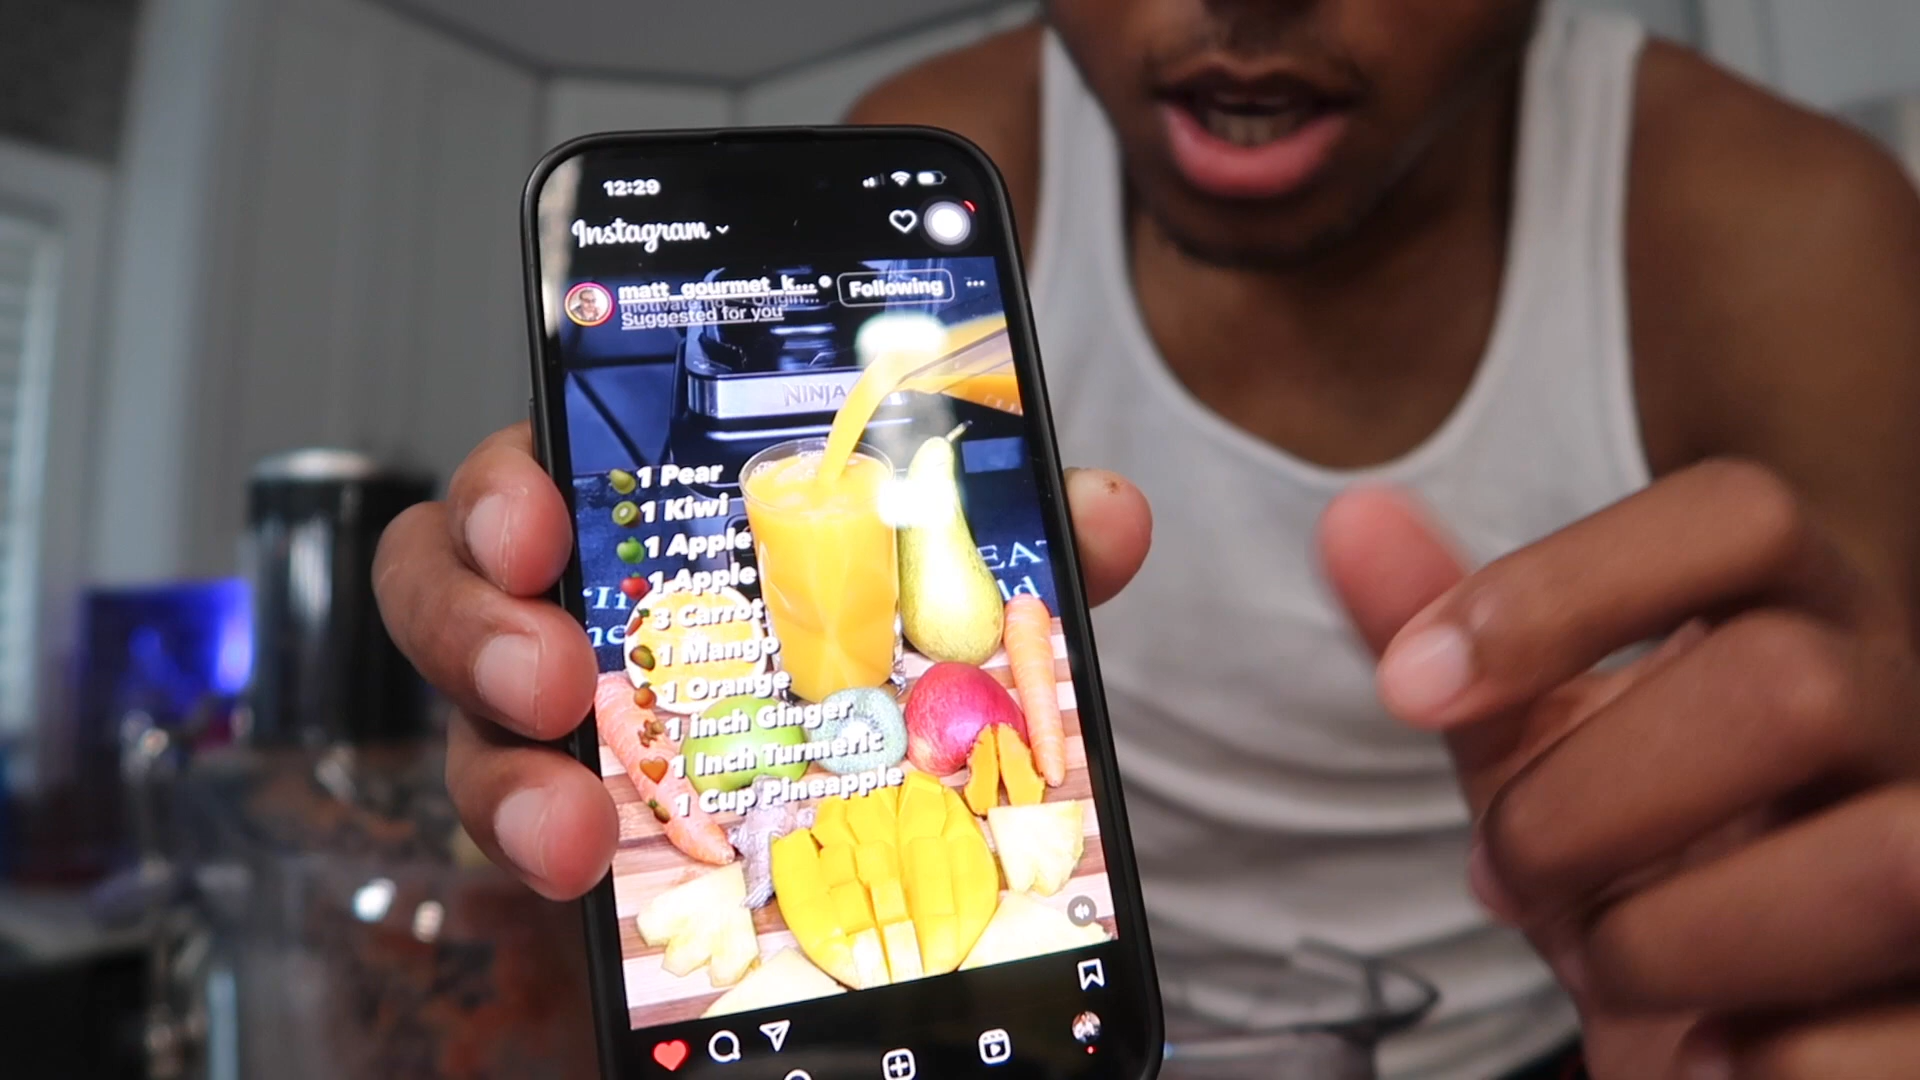 12:29
Instagram
matt_gourmet_k...
Following
Suggested for you
NINJA
1 Pear
1 Kiwi
1 Apple
1 Apple
3 Carrot
1 Mango
1 Orange
1 inch Ginger
1 Inch Turmeric
1 Cup Pineapple